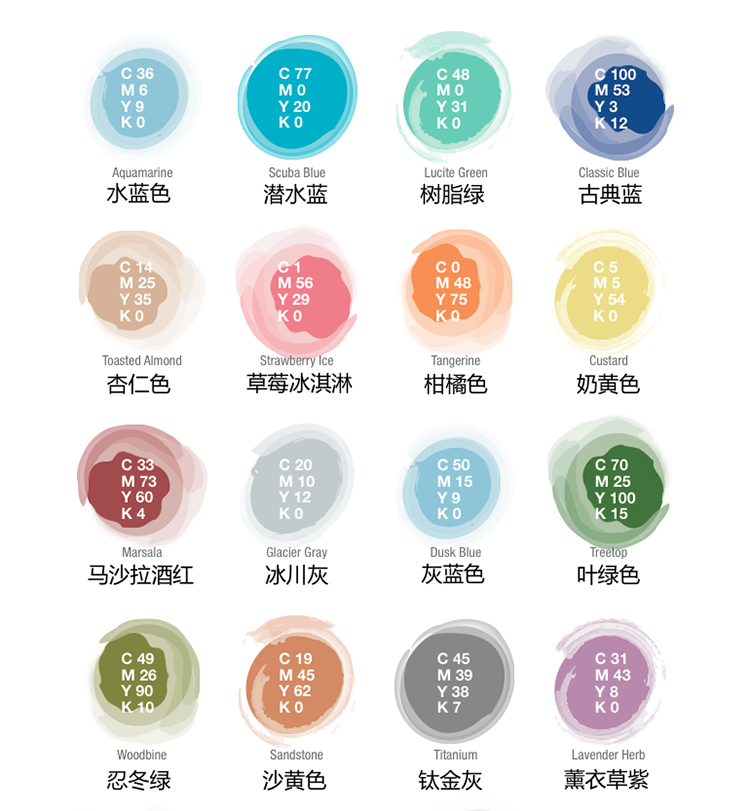 C 36
M 6
Y 9
K 0
Aquamarine
水蓝色
C 77
M 0
Y 20
K 0
Scuba Blue
潜水蓝
C 48
M 0
Y 31
K 0
Lucite Green
树脂绿
C 100
M 53
Y 3
K 12
Classic Blue
古典蓝
C 14
M 25
Y 35
K 0
Toasted Almond
杏仁色
C 1
M 56
Y 29
K 0
Strawberry Ice
草莓冰淇淋
C 0
M 48
Y 75
K 0
Tangerine
柑橘色
C 5
M 5
Y 54
K 0
Custard
奶黄色
C 33
M 73
Y 60
K 4
Marsala
马沙拉酒红
C 20
M 10
Y 12
K 0
Glacier Gray
冰川灰
C 50
M 15
Y 9
K 0
Dusk Blue
灰蓝色
C 70
M 25
Y 100
K 15
Treetop
叶绿色
C 49
M 26
Y 90
K 10
Woodbine
忍冬绿
C 19
M 45
Y 62
K 0
Sandstone
沙黄色
C 45
M 39
Y 38
K 7
Titanium
钛金灰
C 31
M 43
Y 8
K 0
Lavender Herb
薰衣草紫